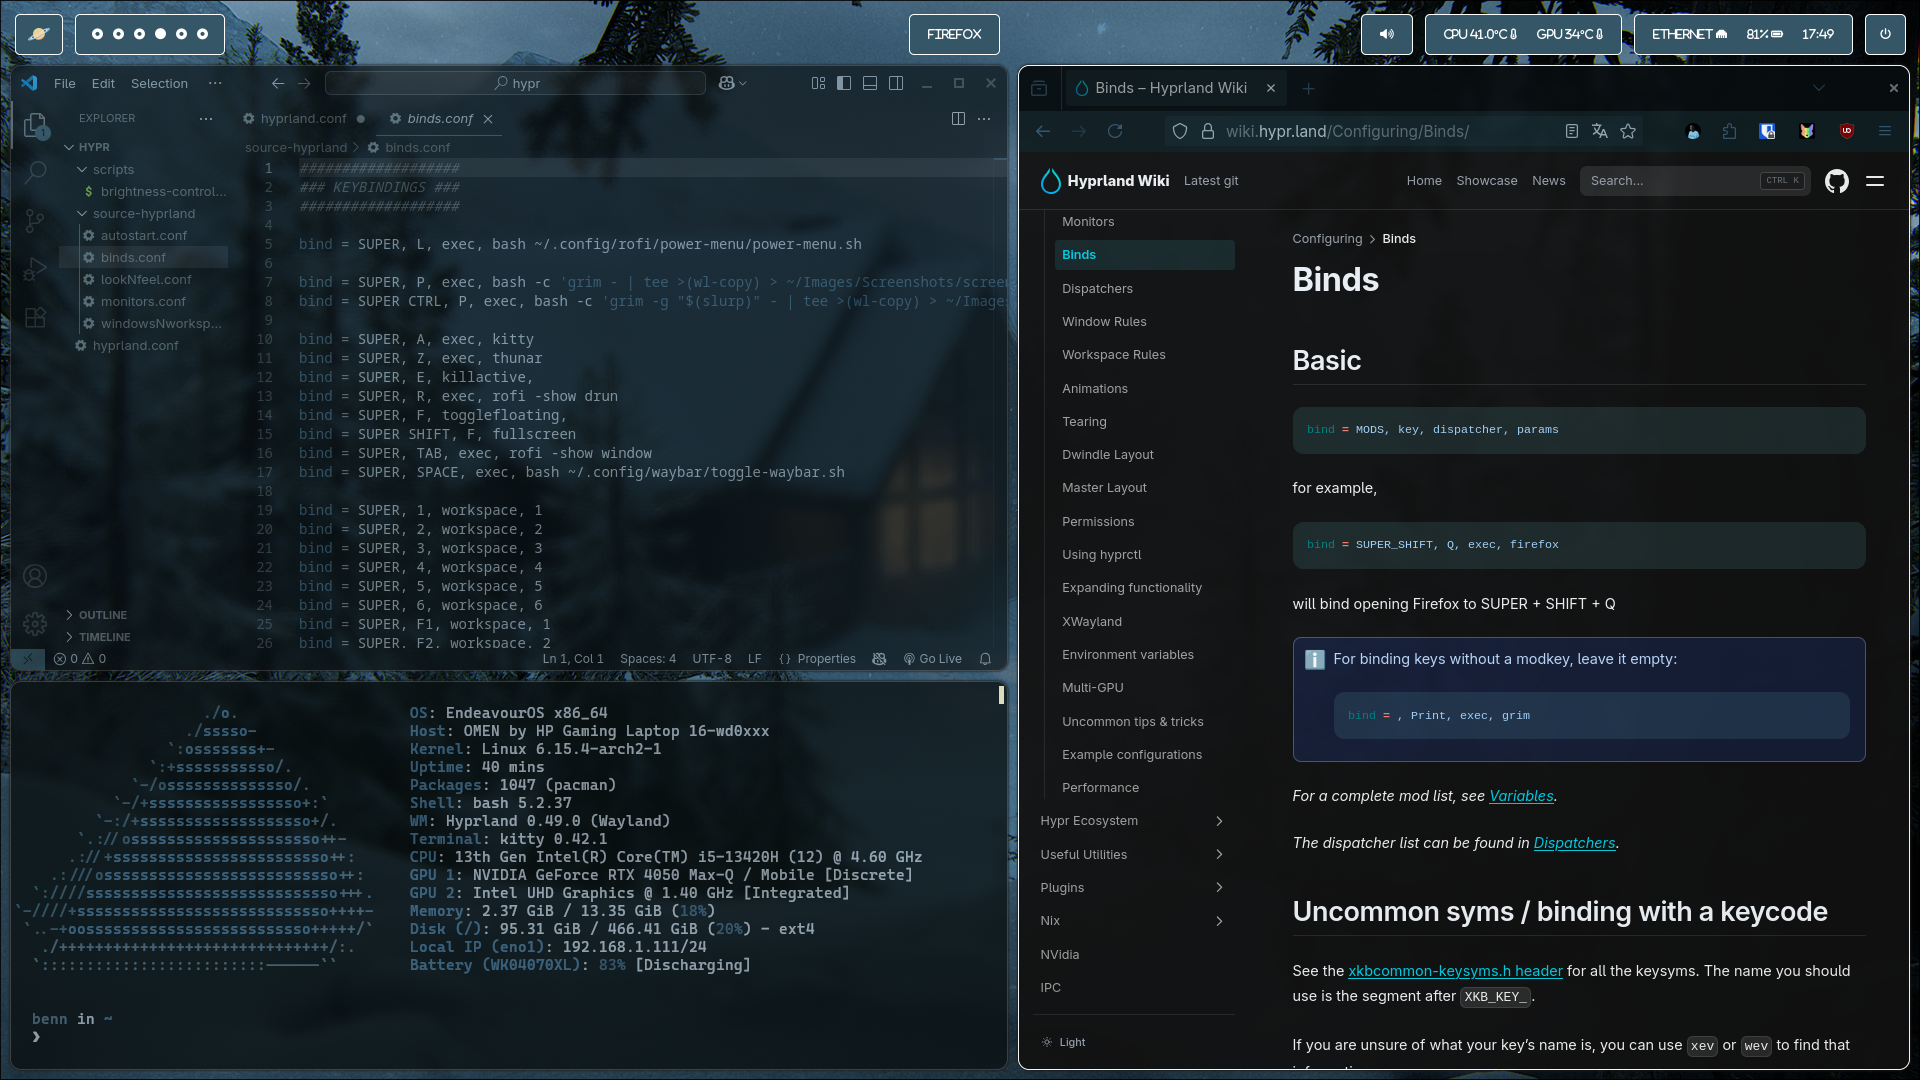 FIREFOX
CPU 41.0°C GPU 34°C
ETHERNET 81% 17:49
File Edit Selection ···
hypr
EXPLORER ···
HYPR
scripts
$ brightness-control...
source-hyprland
autostart.conf
binds.conf
lookNfeel.conf
monitors.conf
windowsNworksp...
hyprland.conf
OUTLINE
TIMELINE
hyprland.conf
binds.conf
source-hyprland > binds.conf
1 ###################
2 ### KEYBINDINGS ###
3 ###################
4
5 bind = SUPER, L, exec, bash ~/.config/rofi/power-menu/power-menu.sh
6
7 bind = SUPER, P, exec, bash -c 'grim - | tee >(wl-copy) > ~/Images/Screenshots/screen
8 bind = SUPER CTRL, P, exec, bash -c 'grim -g "$(slurp)" - | tee >(wl-copy) > ~/Images
9
10 bind = SUPER, A, exec, kitty
11 bind = SUPER, Z, exec, thunar
12 bind = SUPER, E, killactive,
13 bind = SUPER, R, exec, rofi -show drun
14 bind = SUPER, F, togglefloating,
15 bind = SUPER SHIFT, F, fullscreen
16 bind = SUPER, TAB, exec, rofi -show window
17 bind = SUPER, SPACE, exec, bash ~/.config/waybar/toggle-waybar.sh
18
19 bind = SUPER, 1, workspace, 1
20 bind = SUPER, 2, workspace, 2
21 bind = SUPER, 3, workspace, 3
22 bind = SUPER, 4, workspace, 4
23 bind = SUPER, 5, workspace, 5
24 bind = SUPER, 6, workspace, 6
25 bind = SUPER, F1, workspace, 1
26 bind = SUPER, F2, workspace, 2
0 0
Ln 1, Col 1 Spaces: 4 UTF-8 LF {} Properties Go Live
OS: EndeavourOS x86_64
Host: OMEN by HP Gaming Laptop 16-wd0xxx
Kernel: Linux 6.15.4-arch2-1
Uptime: 40 mins
Packages: 1047 (pacman)
Shell: bash 5.2.37
WM: Hyprland 0.49.0 (Wayland)
Terminal: kitty 0.42.1
CPU: 13th Gen Intel(R) Core(TM) i5-13420H (12) @ 4.60 GHz
GPU 1: NVIDIA GeForce RTX 4050 Max-Q / Mobile [Discrete]
GPU 2: Intel UHD Graphics @ 1.40 GHz [Integrated]
Memory: 2.37 GiB / 13.35 GiB (18%)
Disk (/): 95.31 GiB / 466.41 GiB (20%) - ext4
Local IP (eno1): 192.168.1.111/24
Battery (WK04070XL): 83% [Discharging]
benn in ~
❯
Binds – Hyprland Wiki
wiki.hypr.land/Configuring/Binds/
Hyprland Wiki Latest git
Home Showcase News Search... CTRL K
Monitors
Binds
Dispatchers
Window Rules
Workspace Rules
Animations
Tearing
Dwindle Layout
Master Layout
Permissions
Using hyprctl
Expanding functionality
XWayland
Environment variables
Multi-GPU
Uncommon tips & tricks
Example configurations
Performance
Hypr Ecosystem
Useful Utilities
Plugins
Nix
NVidia
IPC
Light
Configuring > Binds
Binds
Basic
bind = MODS, key, dispatcher, params
for example,
bind = SUPER_SHIFT, Q, exec, firefox
will bind opening Firefox to SUPER + SHIFT + Q
For binding keys without a modkey, leave it empty:
bind = , Print, exec, grim
For a complete mod list, see Variables.
The dispatcher list can be found in Dispatchers.
Uncommon syms / binding with a keycode
See the xkbcommon-keysyms.h header for all the keysyms. The name you should
use is the segment after XKB_KEY_.
If you are unsure of what your key's name is, you can use xev or wev to find that